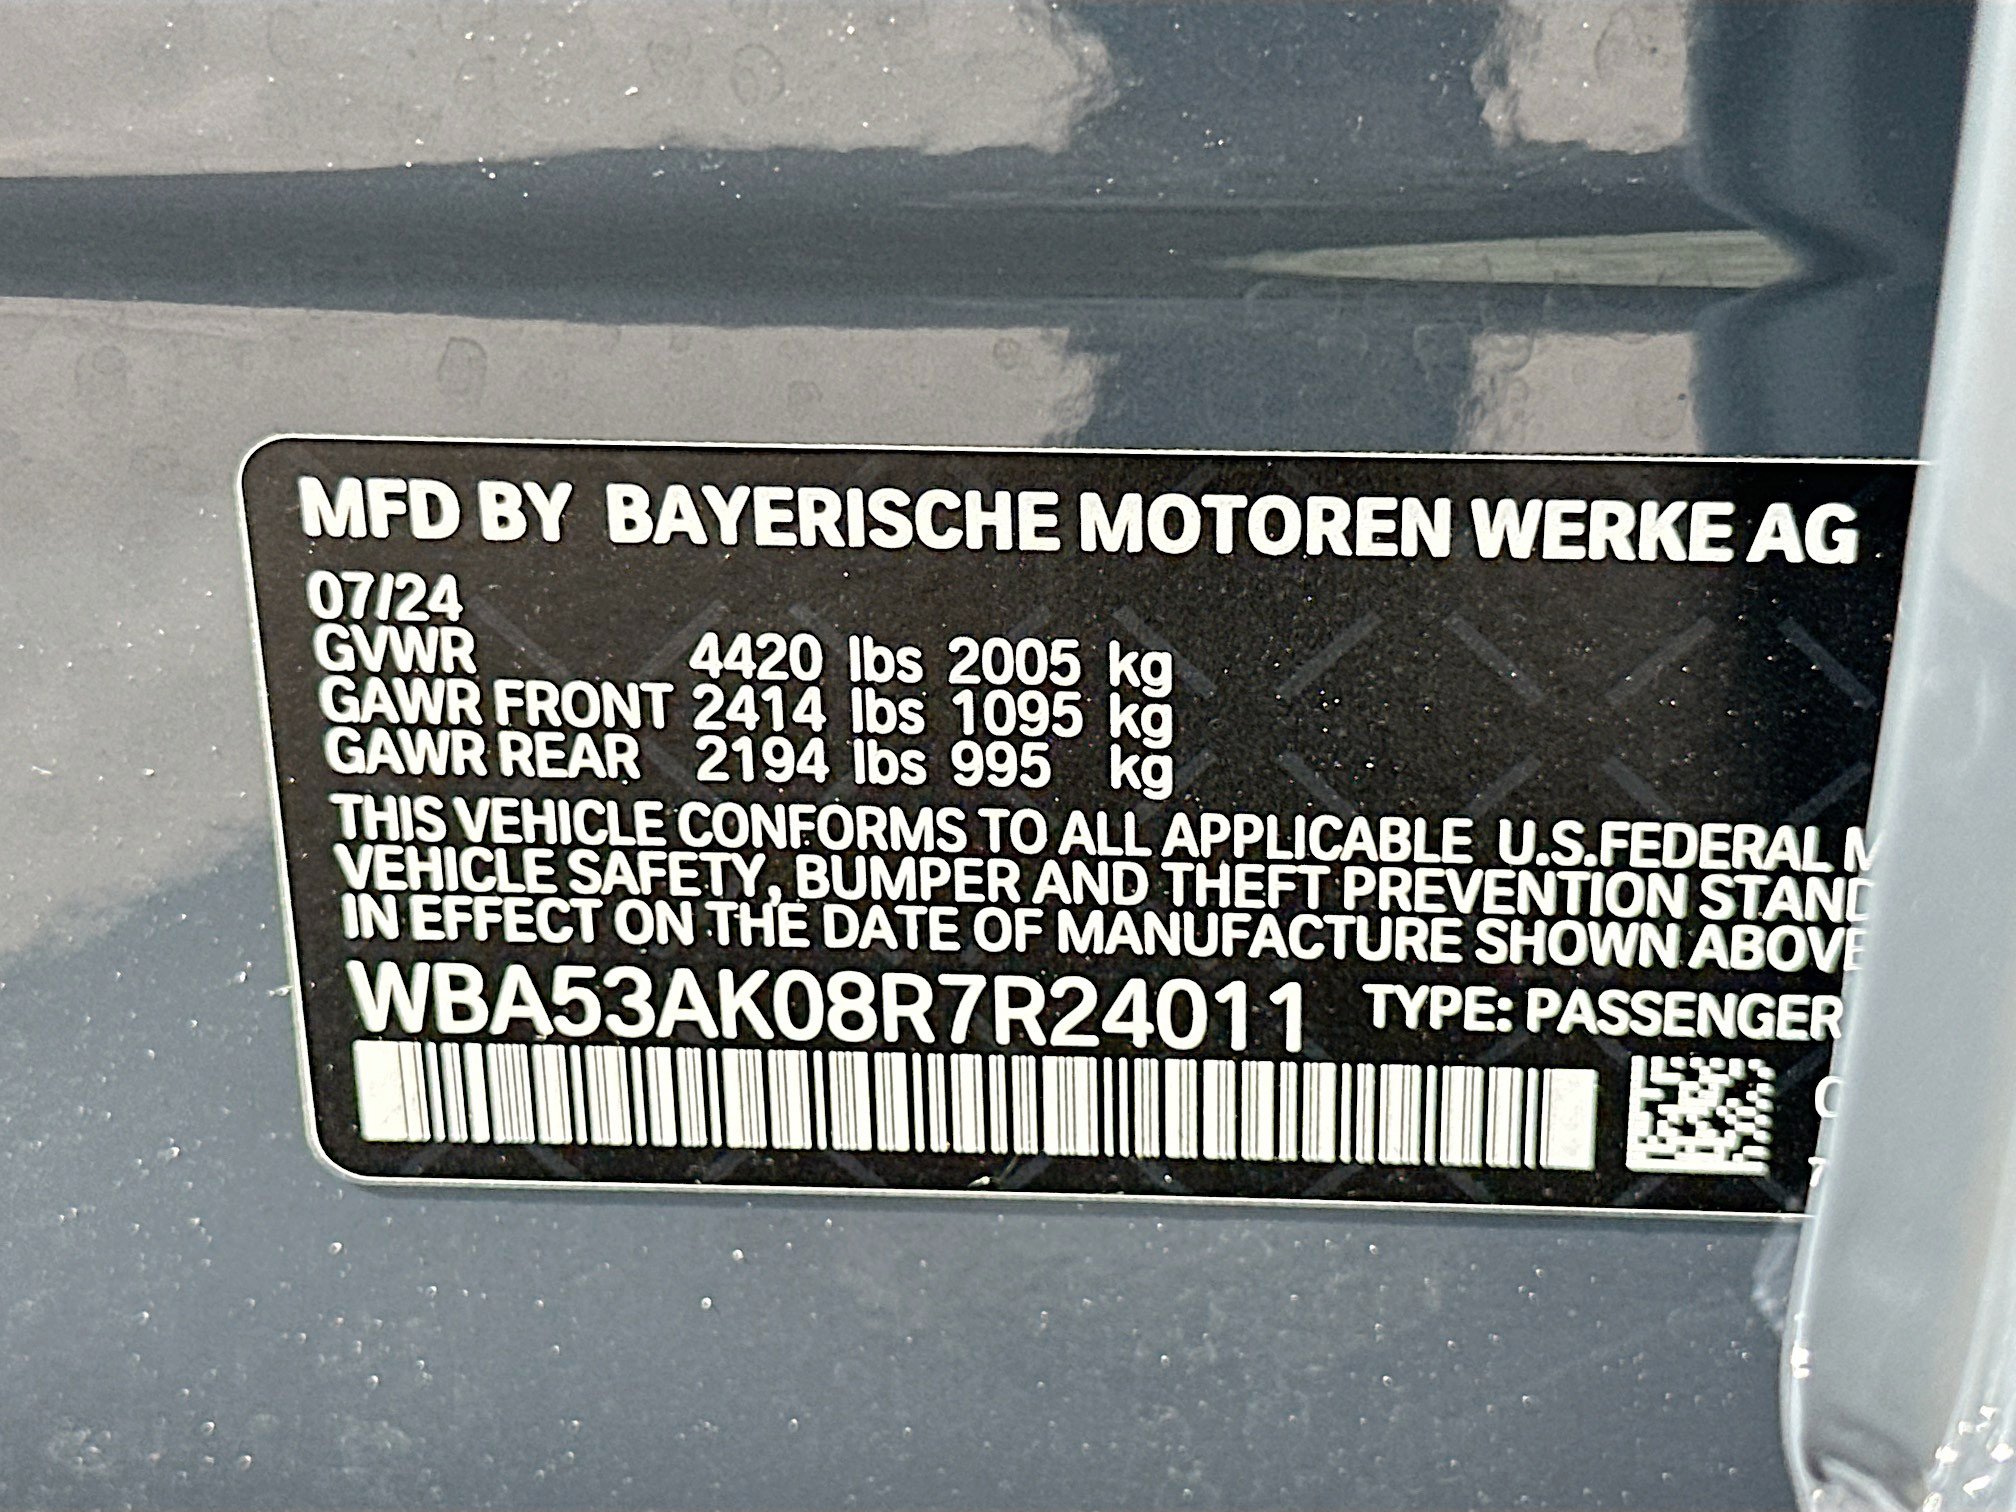 MFD BY BAYERISCHE MOTOREN WERKE AG
07/24
GVWR 4420 lbs 2005 kg
GAWR FRONT 2414 lbs 1095 kg
GAWR REAR 2194 lbs 995 kg
THIS VEHICLE CONFORMS TO ALL APPLICABLE U.S.FEDERAL M
VEHICLE SAFETY, BUMPER AND THEFT PREVENTION STAND
IN EFFECT ON THE DATE OF MANUFACTURE SHOWN ABOVE
WBA53AK08R7R24011 TYPE: PASSENGER